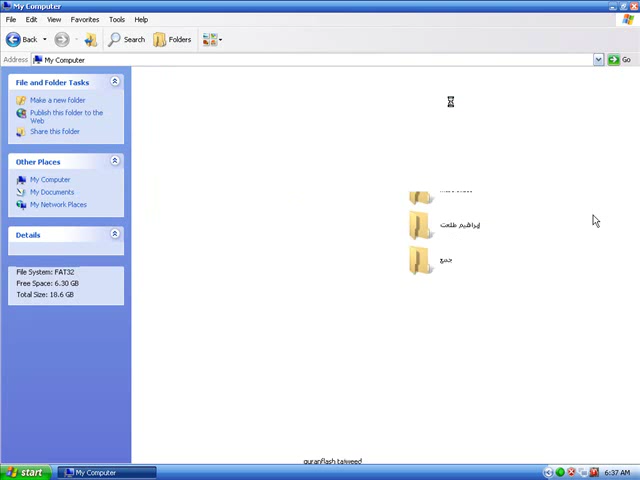 My Computer
File Edit View Favorites Tools Help
Back Search Folders
Address My Computer Go
File and Folder Tasks
Make a new folder
Publish this folder to the
Web
Share this folder
Other Places
My Computer
My Documents
My Network Places
Details
File System: FAT32
Free Space: 6.30 GB
Total Size: 18.6 GB
إبراهيم طلعت
جمع
quranflash tajweed
start My Computer 6:37 AM